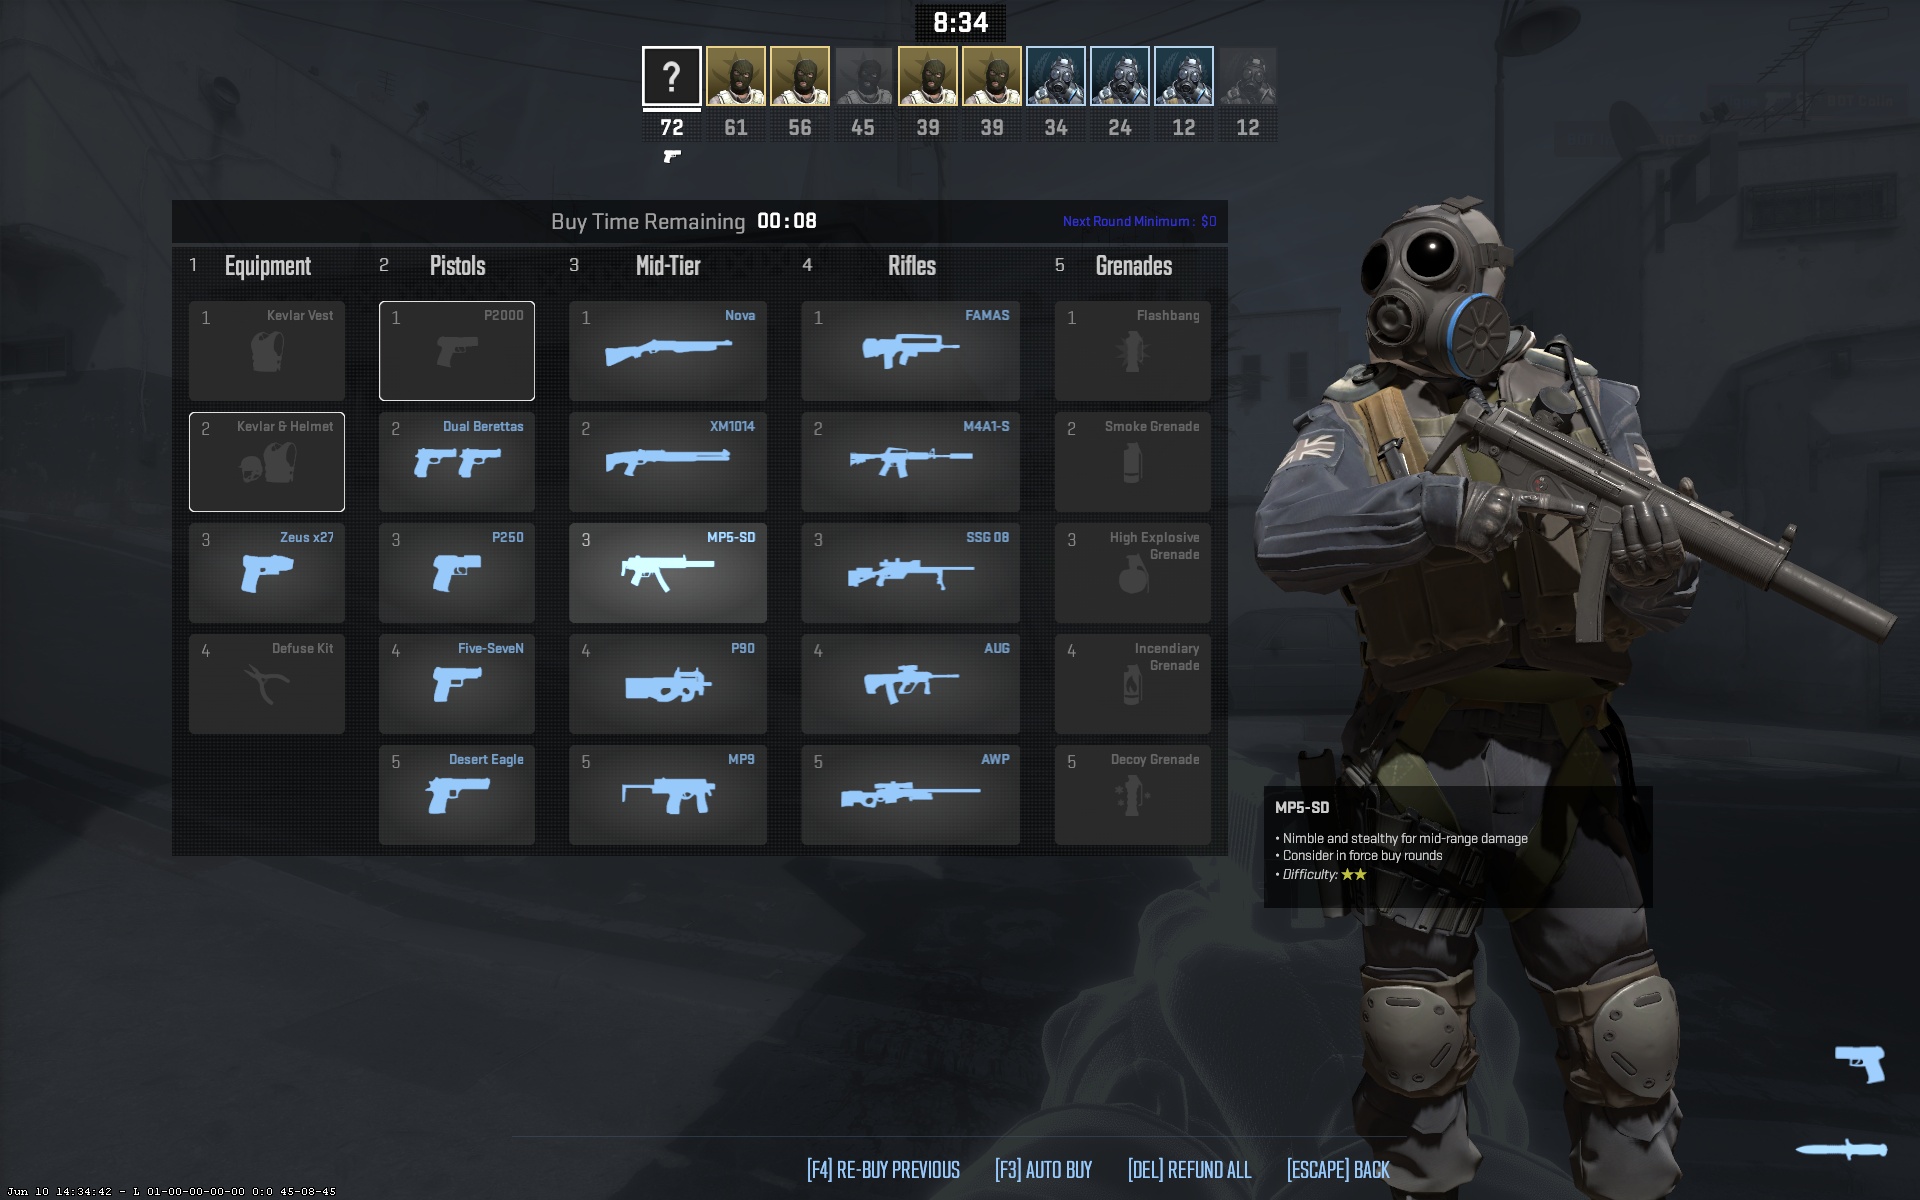 8:34
?
72 61 56 45 39 39 34 24 12 12
Buy Time Remaining 00:08
Next Round Minimum : $0
1 Equipment
2 Pistols
3 Mid-Tier
4 Rifles
5 Grenades
1 Kevlar Vest
1 P2000
1 Nova
1 FAMAS
1 Flashbang
2 Kevlar & Helmet
2 Dual Berettas
2 XM1014
2 M4A1-S
2 Smoke Grenade
3 Zeus x27
3 P250
3 MP5-SD
3 SSG 08
3 High Explosive
Grenade
4 Defuse Kit
4 Five-SeveN
4 P90
4 AUG
4 Incendiary
Grenade
5 Desert Eagle
5 MP9
5 AWP
5 Decoy Grenade
MP5-SD
• Nimble and stealthy for mid-range damage
• Consider in force buy rounds
• Difficulty: ★★
[F4] RE-BUY PREVIOUS [F3] AUTO BUY [DEL] REFUND ALL [ESCAPE] BACK
Jun 10 14:34:42 - L 01-00-00-00-00 0:0 45-08-45